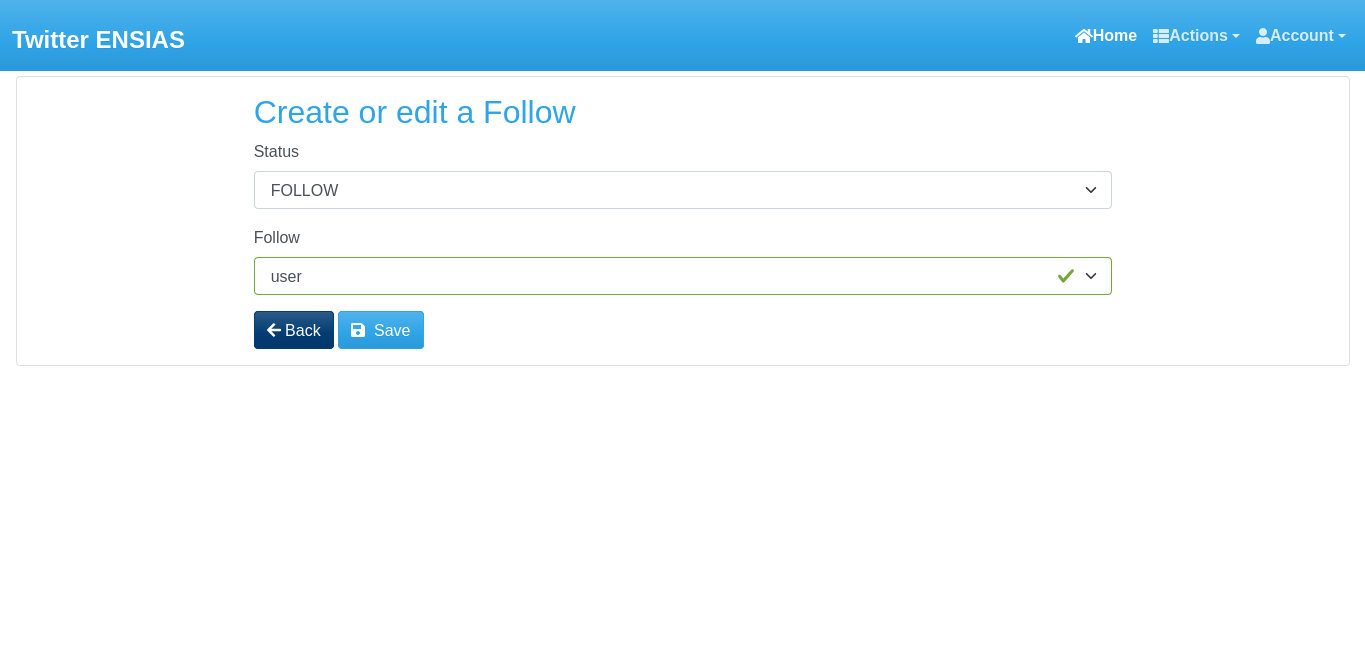 Twitter ENSIAS
Home Actions Account
Create or edit a Follow
Status
FOLLOW
Follow
user
Back Save